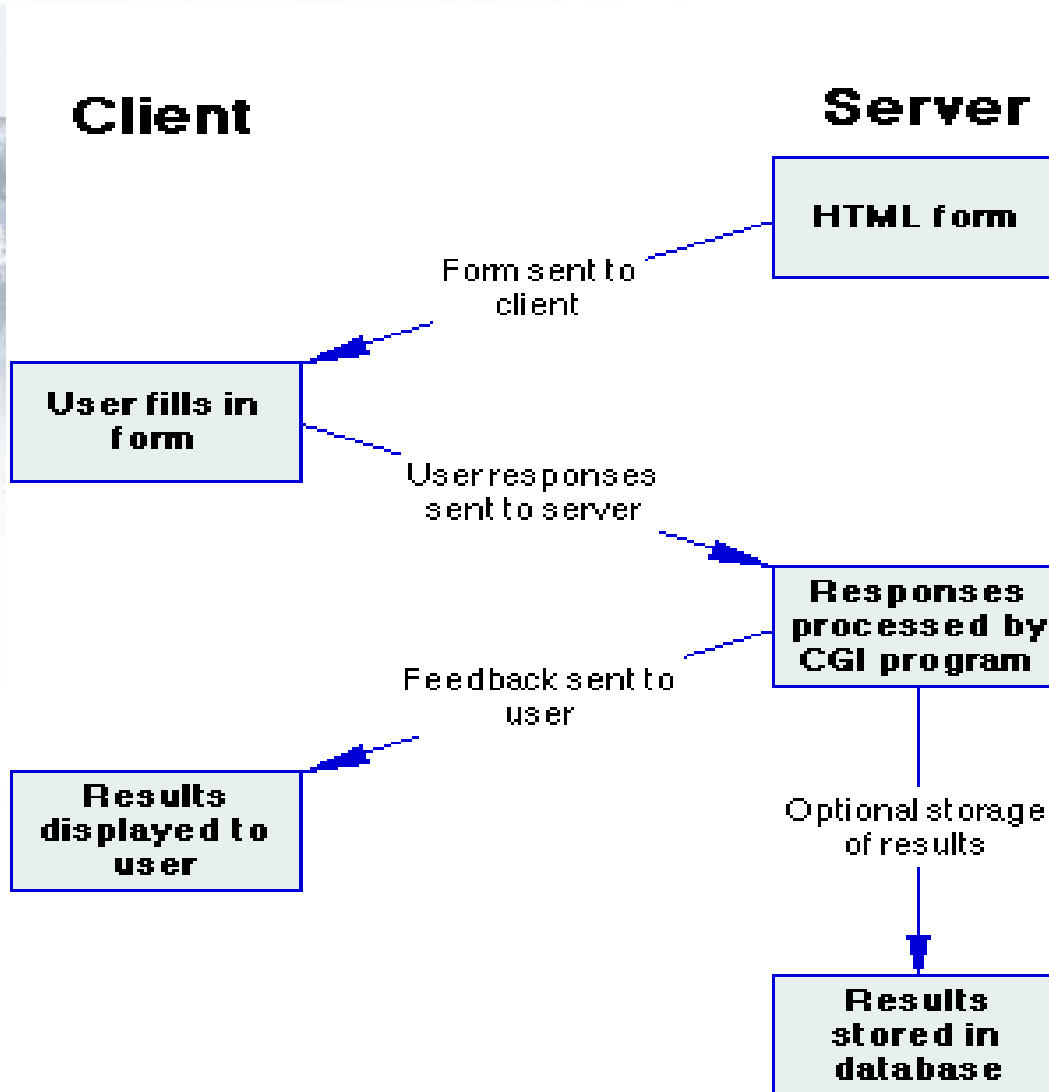 Client
Server
HTML form
Form sent to
client
User fills in
form
User responses
sent to server
Responses
processed by
CGI program
Feedback sent to
user
Results
displayed to
user
Optional storage
of results
Results
stored in
database